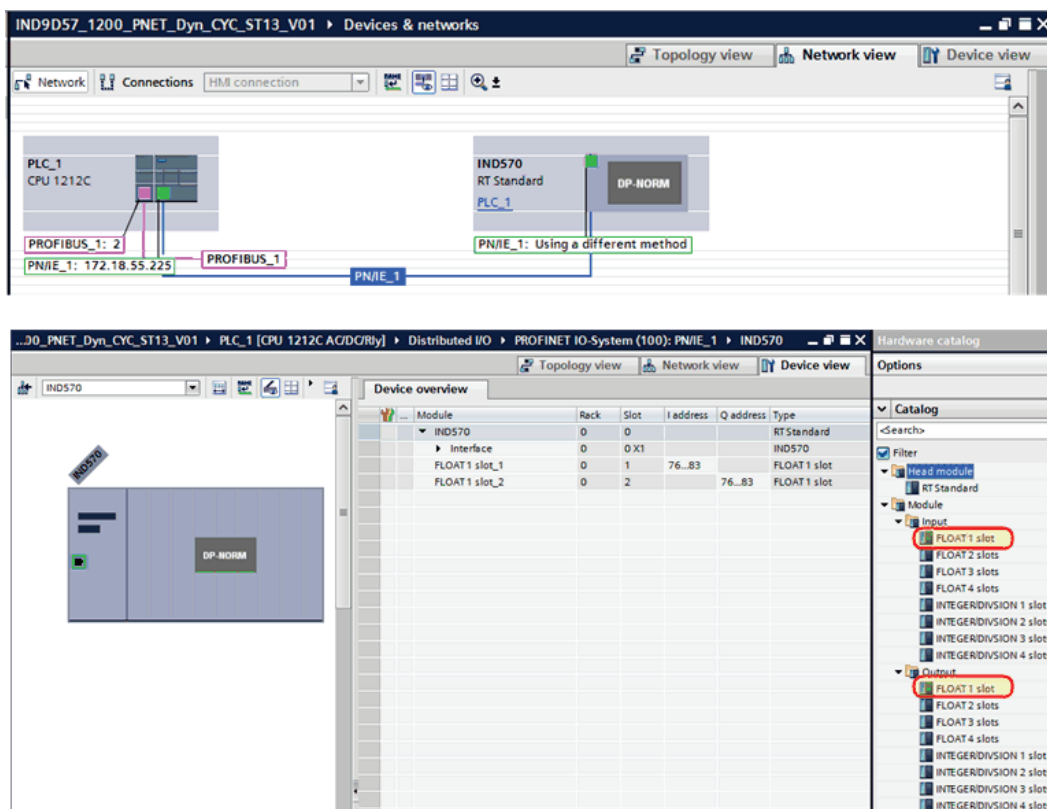 IND9D57_1200_PNET_Dyn_CYC_ST13_V01 ▸ Devices & networks
Topology view Network view Device view
Network Connections HMI connection
PLC_1
CPU 1212C
IND570
RT Standard
PLC_1
DP-NORM
PROFIBUS_1: 2
PN/IE_1: 172.18.55.225
PROFIBUS_1
PN/IE_1: Using a different method
PN/IE_1
...00_PNET_Dyn_CYC_ST13_V01 ▸ PLC_1 [CPU 1212C AC/DC/Rly] ▸ Distributed I/O ▸ PROFINET IO-System (100): PN/IE_1 ▸ IND570
Topology view Network view Device view
IND570
IND570
DP-NORM
Device overview
... Module Rack Slot I address Q address Type
IND570 0 0 RT Standard
Interface 0 0 X1 IND570
FLOAT 1 slot_1 0 1 76...83 FLOAT 1 slot
FLOAT 1 slot_2 0 2 76...83 FLOAT 1 slot
Hardware catalog
Options
Catalog
<Search>
Filter
Head module
RT Standard
Module
Input
FLOAT 1 slot
FLOAT 2 slots
FLOAT 3 slots
FLOAT 4 slots
INTEGER/DIVSION 1 slot
INTEGER/DIVSION 2 slot
INTEGER/DIVSION 3 slot
INTEGER/DIVSION 4 slot
Output
FLOAT 1 slot
FLOAT 2 slots
FLOAT 3 slots
FLOAT 4 slots
INTEGER/DIVSION 1 slot
INTEGER/DIVSION 2 slot
INTEGER/DIVSION 3 slot
INTEGER/DIVSION 4 slot